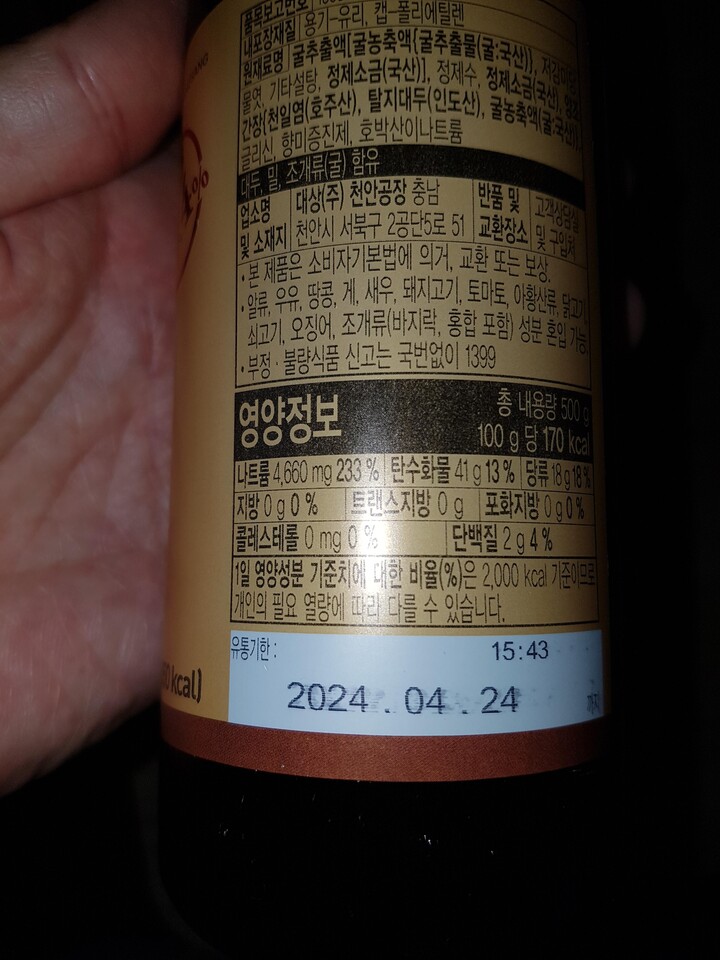 품목보고번호
내포장재질 용기-유리, 캡-폴리에틸렌
원재료명 굴추출액[굴농축액{굴추출물(굴:국산)},
물엿, 기타설탕, 정제소금(국산)], 정제수, 정제소금(국산),
간장{천일염(호주산), 탈지대두(인도산), 굴농축액(굴:국산)},
글리신, 향미증진제, 호박산이나트륨
대두, 밀, 조개류(굴) 함유
업소명 및 소재지 대상(주) 천안공장 충남
천안시 서북구 2공단5로 51
반품 및 교환장소 고객상담실
및 구입처
• 본 제품은 소비자기본법에 의거, 교환 또는 보상.
• 알류, 우유, 땅콩, 게, 새우, 돼지고기, 토마토, 아황산류, 닭고기,
쇠고기, 오징어, 조개류(바지락, 홍합 포함) 성분 혼입 가능.
• 부정·불량식품 신고는 국번없이 1399
영양정보
총 내용량 500 g
100 g 당 170 kcal
나트륨 4,660 mg 233 % 탄수화물 41 g 13 % 당류 18 g 18 %
지방 0 g 0 % 트랜스지방 0 g 포화지방 0 g 0 %
콜레스테롤 0 mg 0 % 단백질 2 g 4 %
1일 영양성분 기준치에 대한 비율(%)은 2,000 kcal 기준이므로
개인의 필요 열량에 따라 다를 수 있습니다.
유통기한 : 15:43
2024 . 04 . 24 까지
kcal)